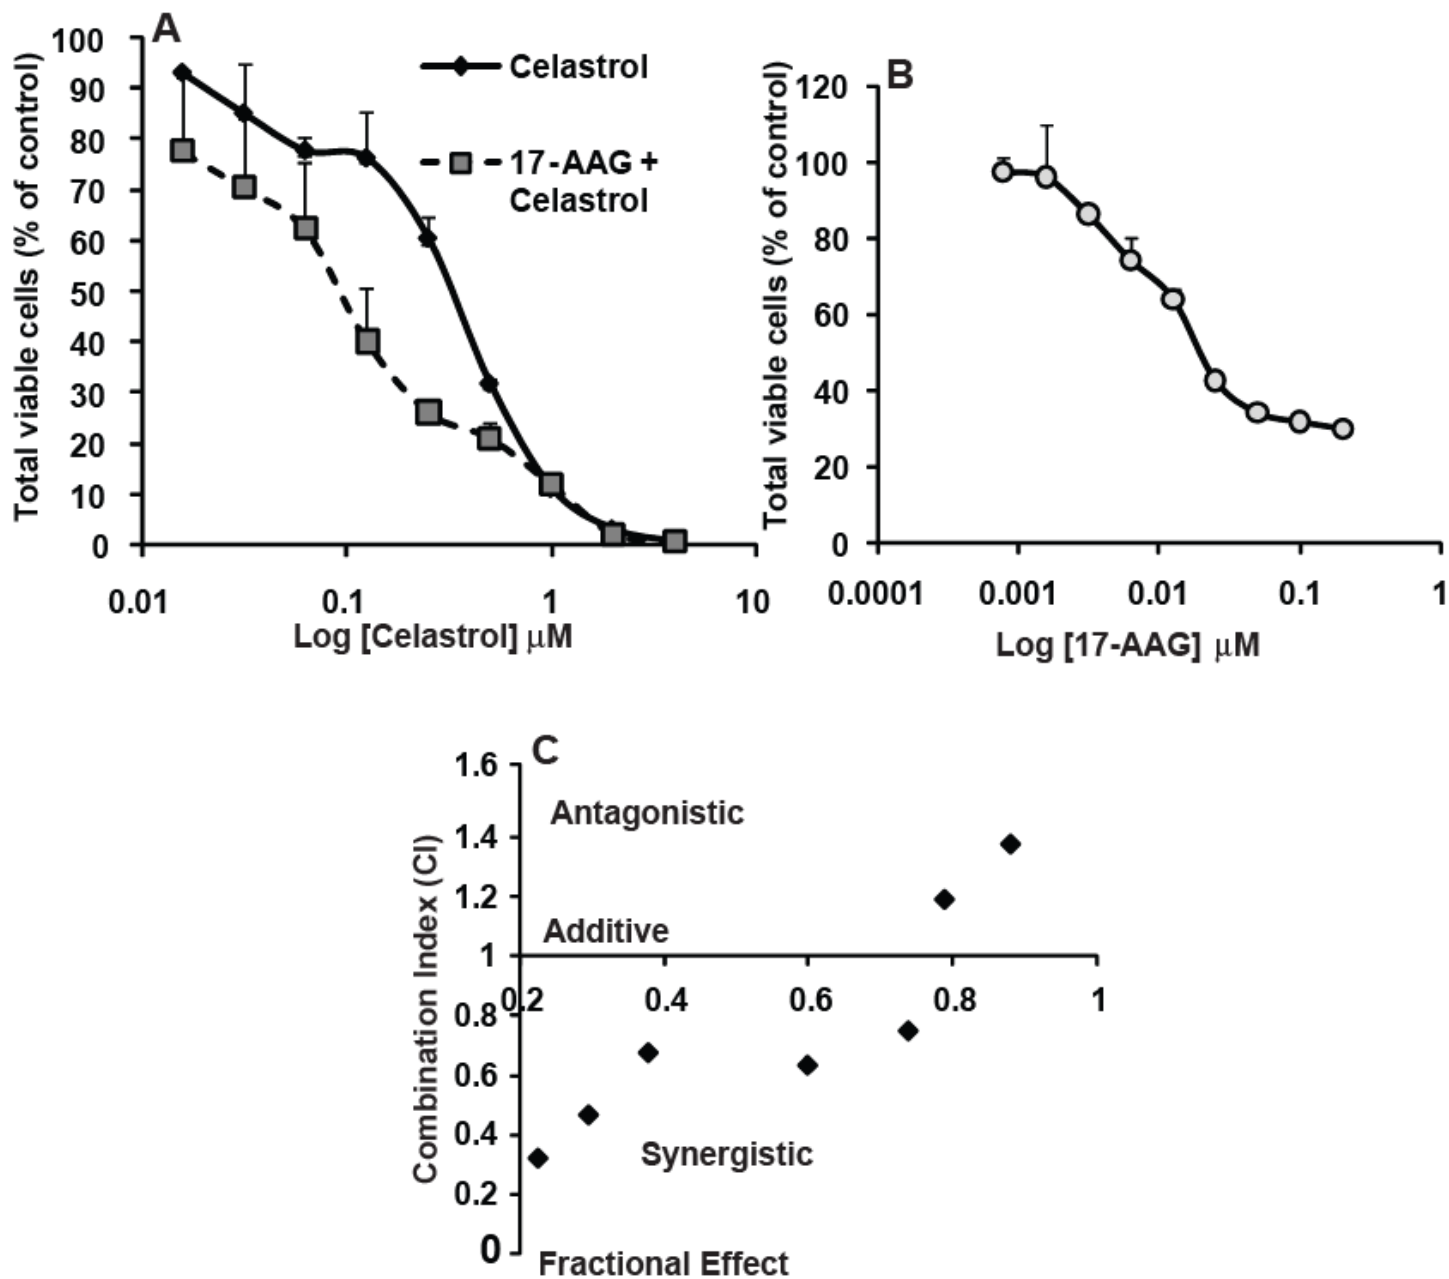 A
Total viable cells (% of control)
100
90
80
70
60
50
40
30
20
10
0
0.01
0.1
1
10
Log [Celastrol] μM
Celastrol
17-AAG +
Celastrol
B
Total viable cells (% of control)
120
100
80
60
40
20
0
0.0001
0.001
0.01
0.1
1
Log [17-AAG] μM
C
Combination Index (CI)
1.6
1.4
1.2
1
0.8
0.6
0.4
0.2
0
Antagonistic
Additive
0.2
0.4
0.6
0.8
1
Synergistic
Fractional Effect